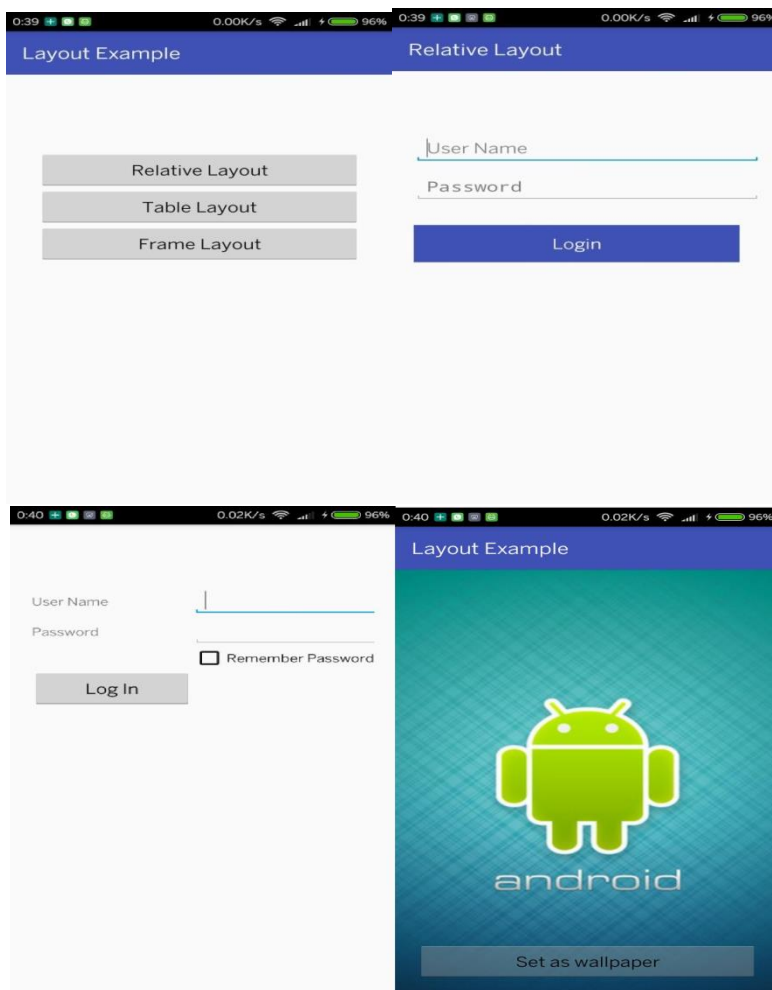 0:39 0.00K/s 96%
Layout Example
Relative Layout
Table Layout
Frame Layout
0:39 0.00K/s 96%
Relative Layout
User Name
Password
Login
0:40 0.02K/s 96%
User Name
Password
Remember Password
Log In
0:40 0.02K/s 96%
Layout Example
android
Set as wallpaper